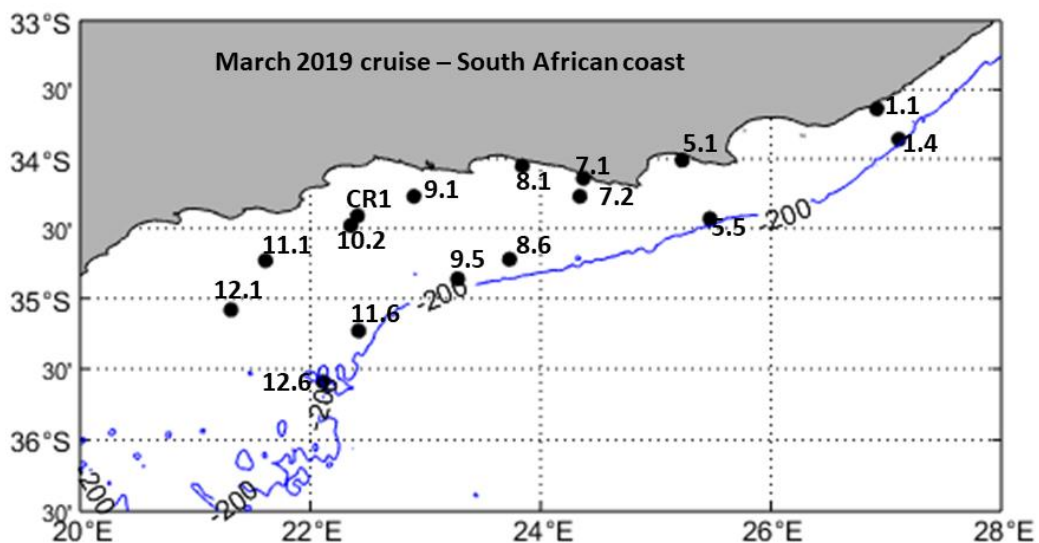 33°S
March 2019 cruise – South African coast
30'
1.1
1.4
34°S
5.1
7.1
8.1
7.2
9.1
CR1
10.2
30'
5.5
-200
11.1
8.6
9.5
-200
12.1
35°S
11.6
30'
12.6
-200
36°S
-200
-200
30'
20°E
22°E
24°E
26°E
28°E